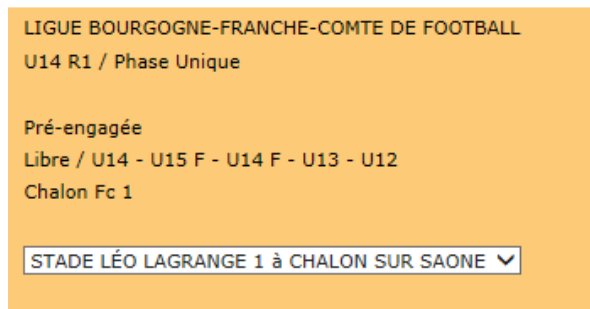 LIGUE BOURGOGNE-FRANCHE-COMTE DE FOOTBALL
U14 R1 / Phase Unique
Pré-engagée
Libre / U14 - U15 F - U14 F - U13 - U12
Chalon Fc 1
STADE LÉO LAGRANGE 1 à CHALON SUR SAONE